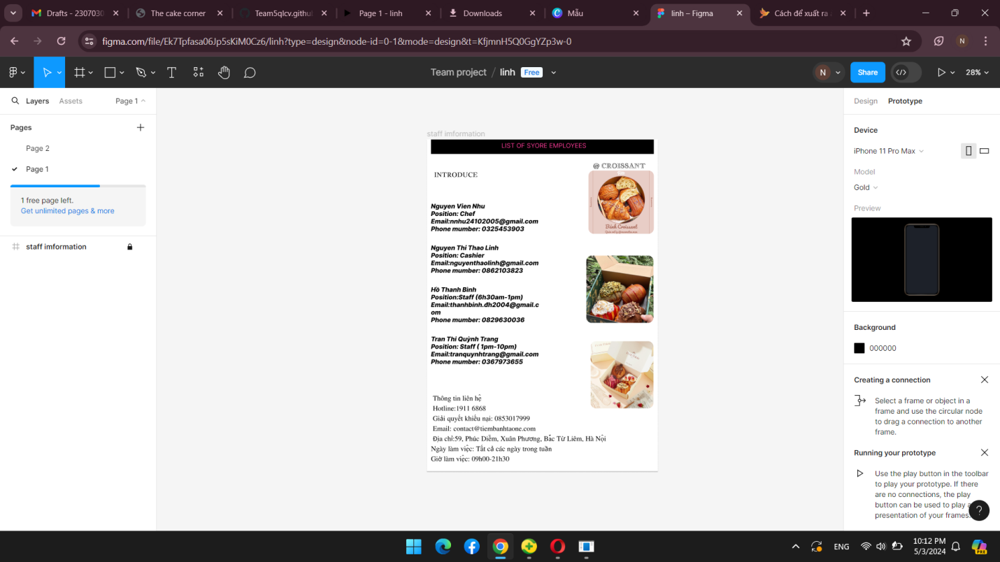 Drafts - 2307030
The cake corner
Team5qlcv.githu
Page 1 - linh
Downloads
Mẫu
linh – Figma
Cách để xuất ra
figma.com/file/Ek7Tpfasa06Jp5sKiM0Cz6/linh?type=design&node-id=0-1&mode=design&t=KfjmnH5Q0GgYZp3w-0
N
Team project / linh Free
N
Share
28%
Layers Assets Page 1
Pages
Page 2
Page 1
1 free page left.
Get unlimited pages & more
staff imformation
staff imformation
LIST OF SYORE EMPLOYEES
@ CROISSANT
INTRODUCE
Bánh Croissant
Nguyen Vien Nhu
Position: Chef
Email:nnhu24102005@gmail.com
Phone mumber: 0325453903
Nguyen Thi Thao Linh
Position: Cashier
Email:nguyenthaolinh@gmail.com
Phone mumber: 0862103823
Hồ Thanh Bình
Position:Staff (6h30am-1pm)
Email:thanhbinh.đh2004@gmail.c
om
Phone mumber: 0829630036
Tran Thi Quỳnh Trang
Position: Staff ( 1pm-10pm)
Email:tranquynhtrang@gmail.com
Phone mumber: 0367973655
Thông tin liên hệ
Hotline:1911 6868
Giải quyết khiếu nại: 0853017999
Email: contact@tiembanhtaone.com
Địa chỉ:59, Phúc Diễm, Xuân Phương, Bắc Từ Liêm, Hà Nội
Ngày làm việc: Tất cả các ngày trong tuần
Giờ làm việc: 09h00-21h30
Design Prototype
Device
iPhone 11 Pro Max
Model
Gold
Preview
Background
000000
Creating a connection
Select a frame or object in a
frame and use the circular node
to drag a connection to another
frame.
Running your prototype
Use the play button in the toolbar
to play your prototype. If there
are no connections, the play
button can be used to play a
presentation of your frames.
?
ENG
10:12 PM
5/3/2024
PRE